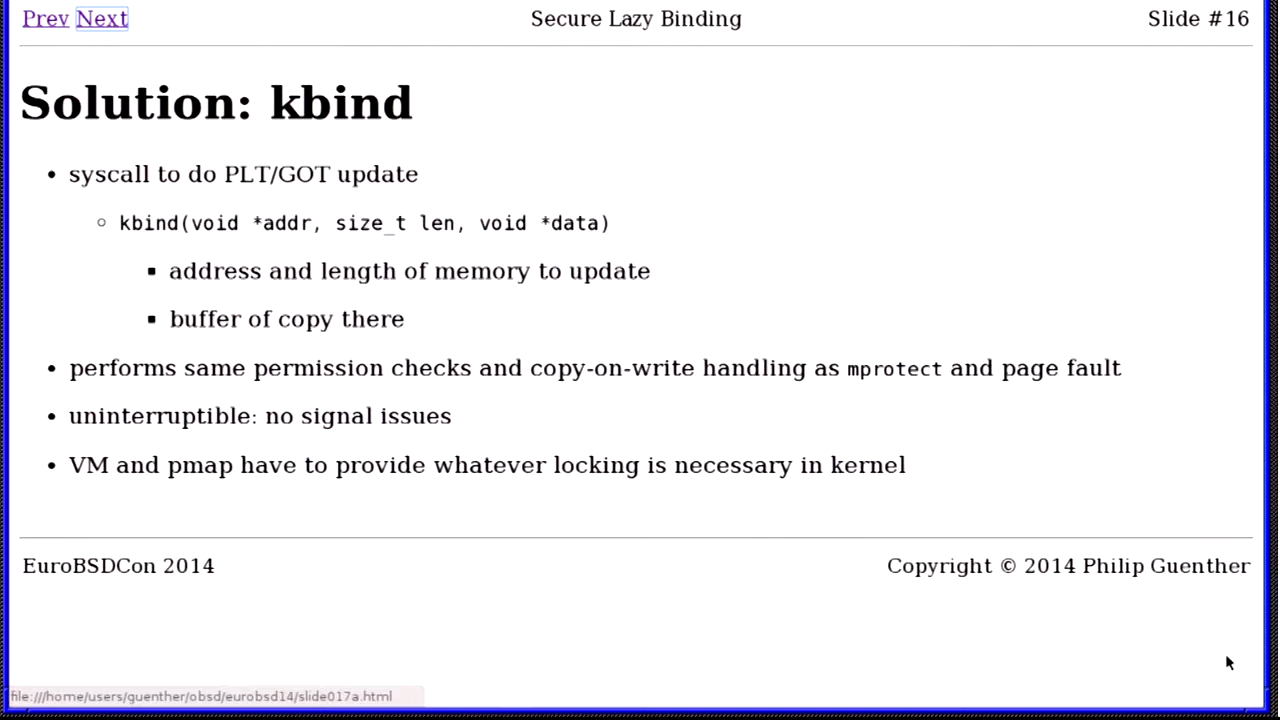 Prev Next Secure Lazy Binding Slide #16
Solution: kbind
• syscall to do PLT/GOT update
◦ kbind(void *addr, size_t len, void *data)
▪ address and length of memory to update
▪ buffer of copy there
• performs same permission checks and copy-on-write handling as mprotect and page fault
• uninterruptible: no signal issues
• VM and pmap have to provide whatever locking is necessary in kernel
EuroBSDCon 2014 Copyright © 2014 Philip Guenther
file:///home/users/guenther/obsd/eurobsd14/slide017a.html